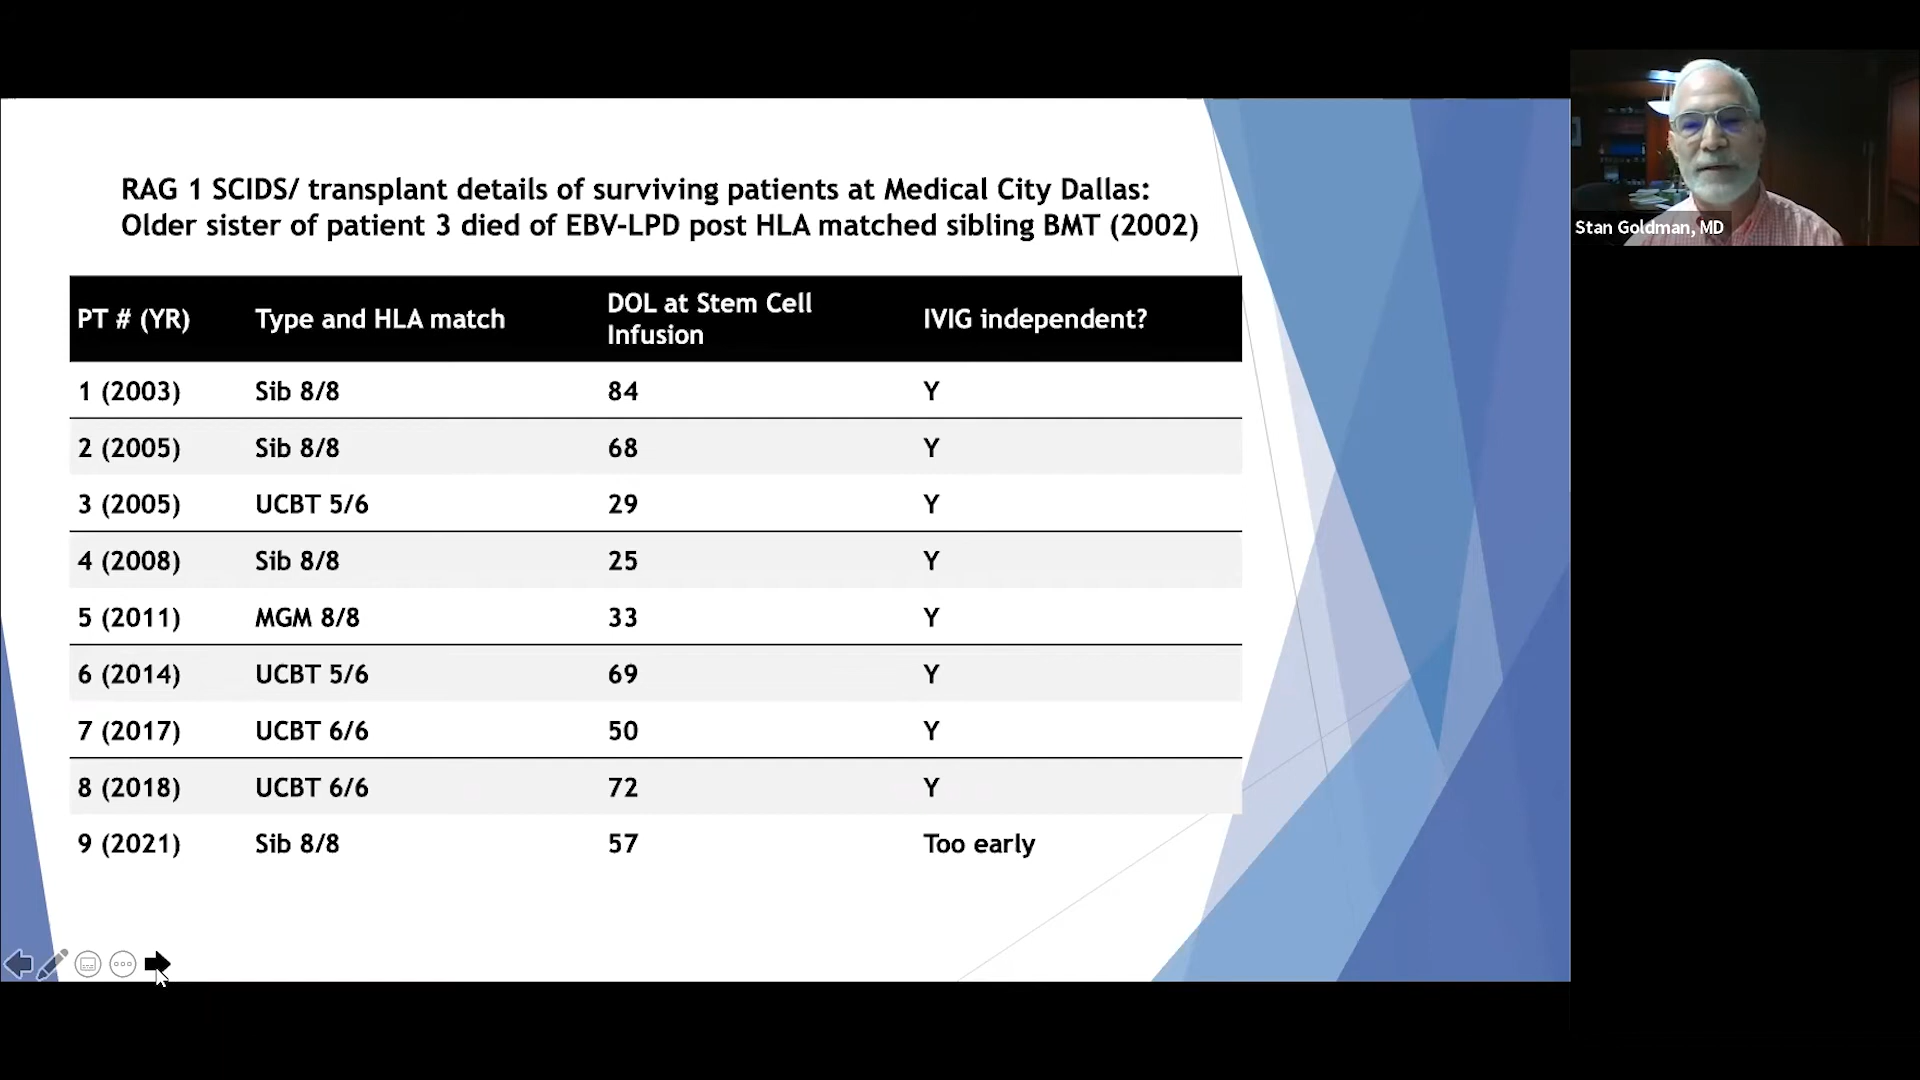 RAG 1 SCIDS/ transplant details of surviving patients at Medical City Dallas:
Older sister of patient 3 died of EBV-LPD post HLA matched sibling BMT (2002)
PT # (YR) Type and HLA match DOL at Stem Cell Infusion IVIG independent?
1 (2003) Sib 8/8 84 Y
2 (2005) Sib 8/8 68 Y
3 (2005) UCBT 5/6 29 Y
4 (2008) Sib 8/8 25 Y
5 (2011) MGM 8/8 33 Y
6 (2014) UCBT 5/6 69 Y
7 (2017) UCBT 6/6 50 Y
8 (2018) UCBT 6/6 72 Y
9 (2021) Sib 8/8 57 Too early
Stan Goldman, MD